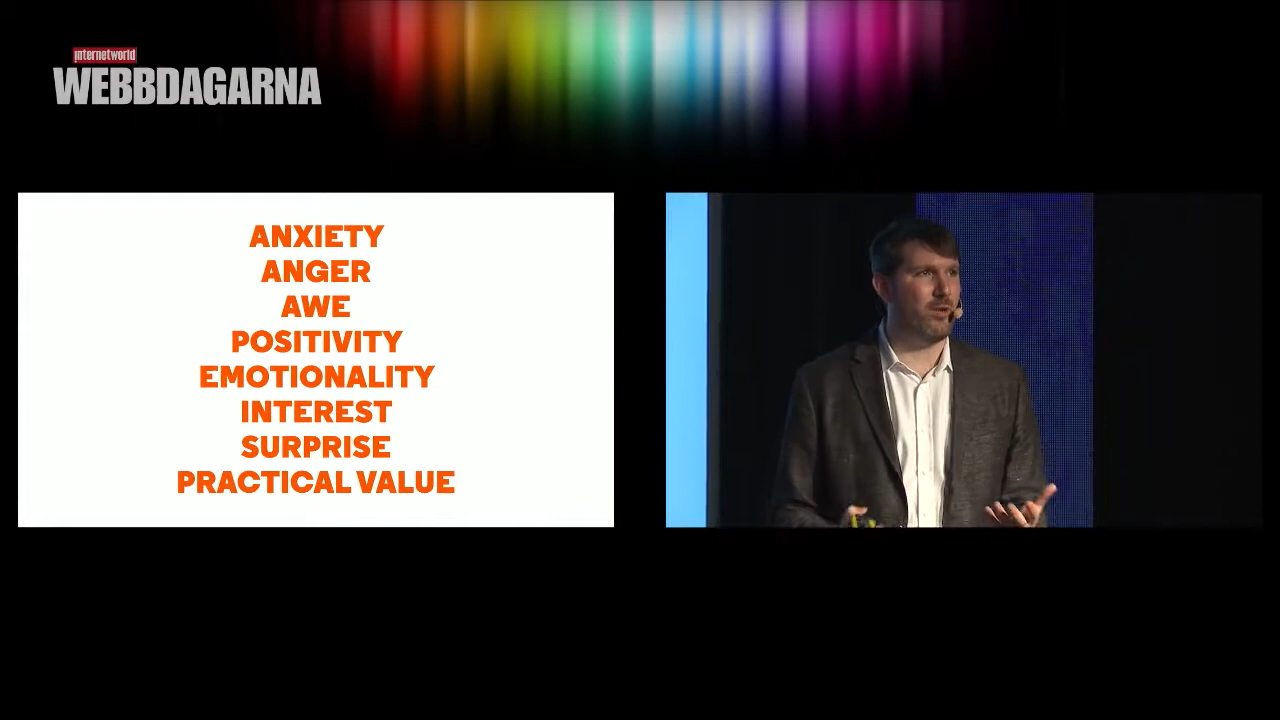 internetworld
WEBBDAGARNA
ANXIETY
ANGER
AWE
POSITIVITY
EMOTIONALITY
INTEREST
SURPRISE
PRACTICAL VALUE